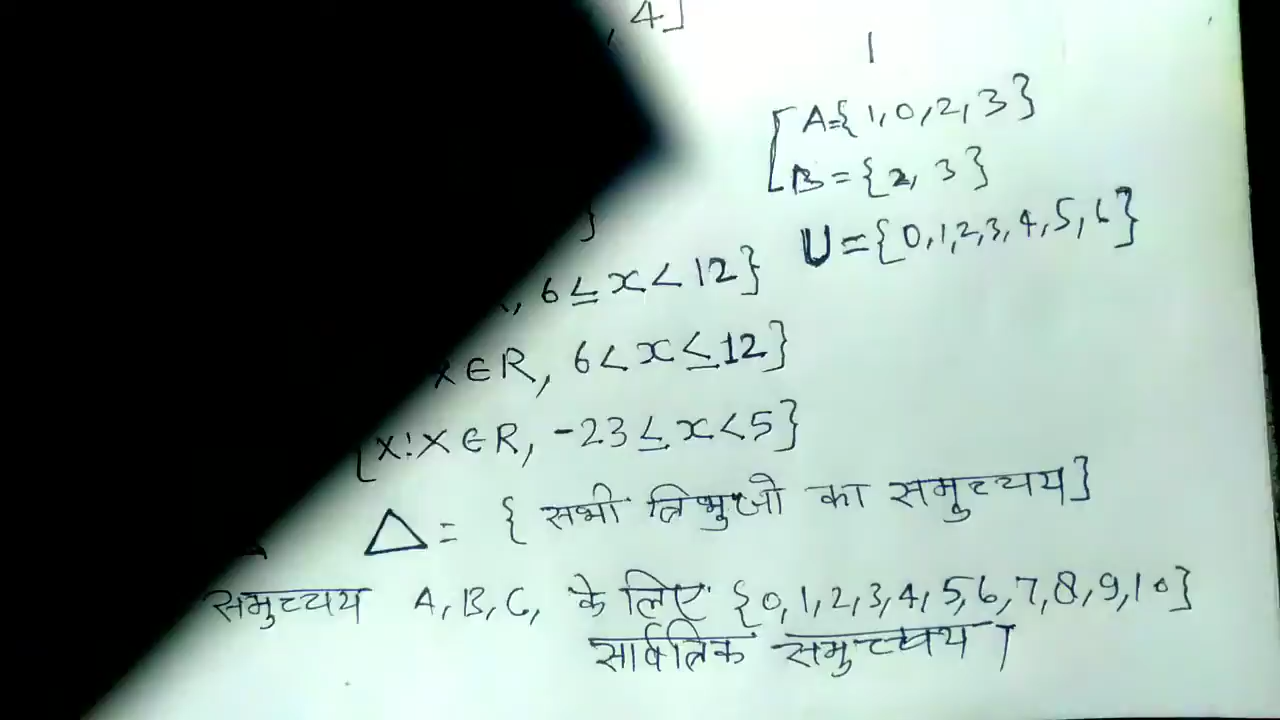 , 4]
A={1,0,2,3}
B={2, 3}
U={0,1,2,3,4,5,6}
}
, 6≤x<12}
x∈R, 6<x≤12}
{x:x∈R, -23≤x<5}
△= { सभी त्रिभुजो का समुच्चय}
समुच्चय A,B,C, के लिए {0,1,2,3,4,5,6,7,8,9,10}
सार्वत्रिक समुच्चय।